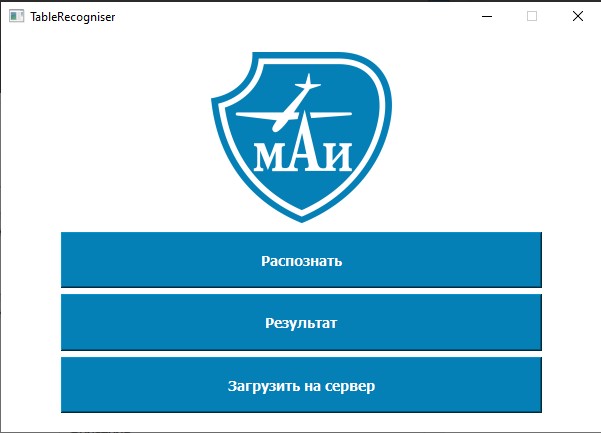 TableRecogniser
МАИ
Распознать
Результат
Загрузить на сервер